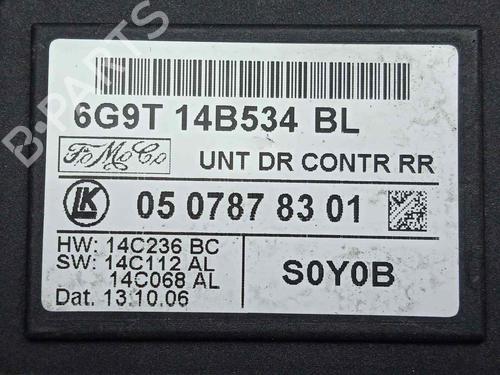 6G9T 14B534 BL
FoMoCo
UNT DR CONTR RR
LK
05 0787 83 01
HW: 14C236 BC
SW: 14C112 AL
14C068 AL
Dat. 13.10.06
S0Y0B
B-PARTS